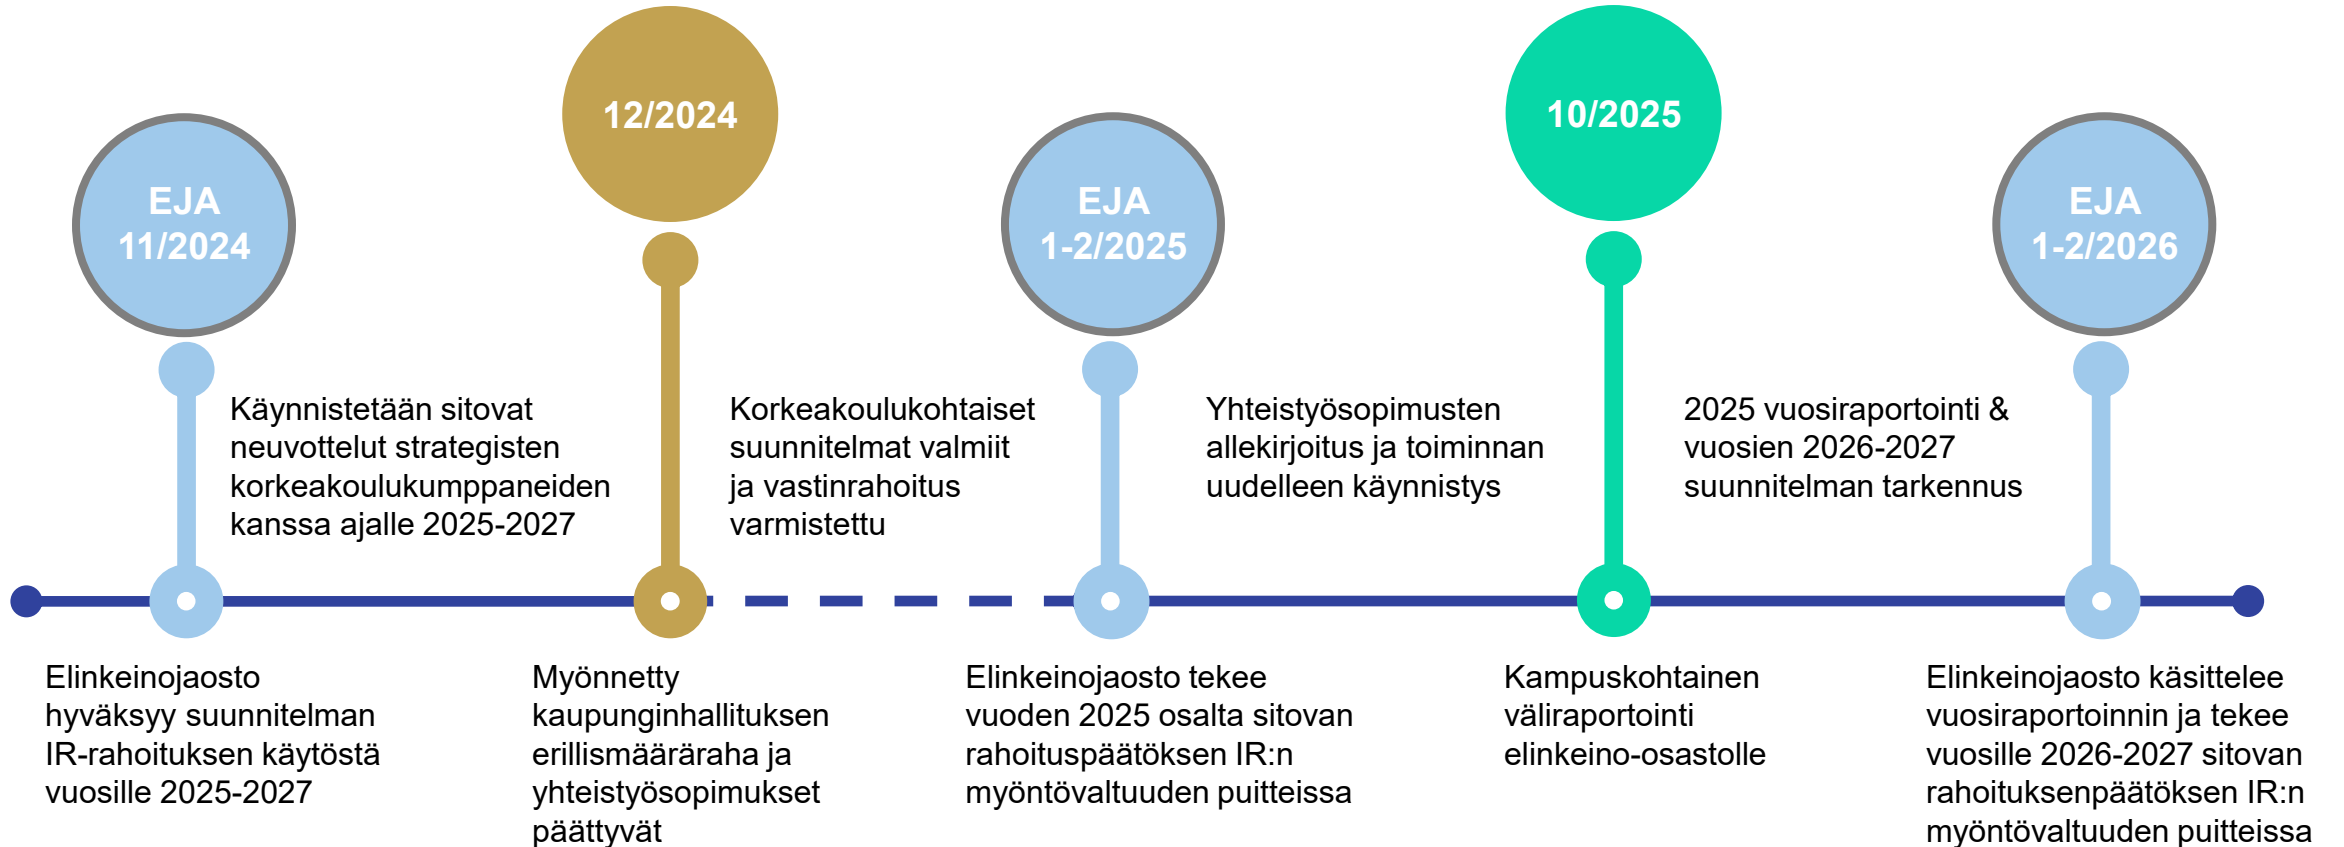 12/2024
10/2025
EJA
11/2024
EJA
1-2/2025
EJA
1-2/2026
Käynnistetään sitovat
neuvottelut strategisten
korkeakoulukumppaneiden
kanssa ajalle 2025-2027
Korkeakoulukohtaiset
suunnitelmat valmiit
ja vastinrahoitus
varmistettu
Yhteistyösopimusten
allekirjoitus ja toiminnan
uudelleen käynnistys
2025 vuosiraportointi &
vuosien 2026-2027
suunnitelman tarkennus
Elinkeinojaosto
hyväksyy suunnitelman
IR-rahoituksen käytöstä
vuosille 2025-2027
Myönnetty
kaupunginhallituksen
erillismääräraha ja
yhteistyösopimukset
päättyvät
Elinkeinojaosto tekee
vuoden 2025 osalta sitovan
rahoituspäätöksen IR:n
myöntövaltuuden puitteissa
Kampuskohtainen
väliraportointi
elinkeino-osastolle
Elinkeinojaosto käsittelee
vuosiraportoinnin ja tekee
vuosille 2026-2027 sitovan
rahoituksenpäätöksen IR:n
myöntövaltuuden puitteissa